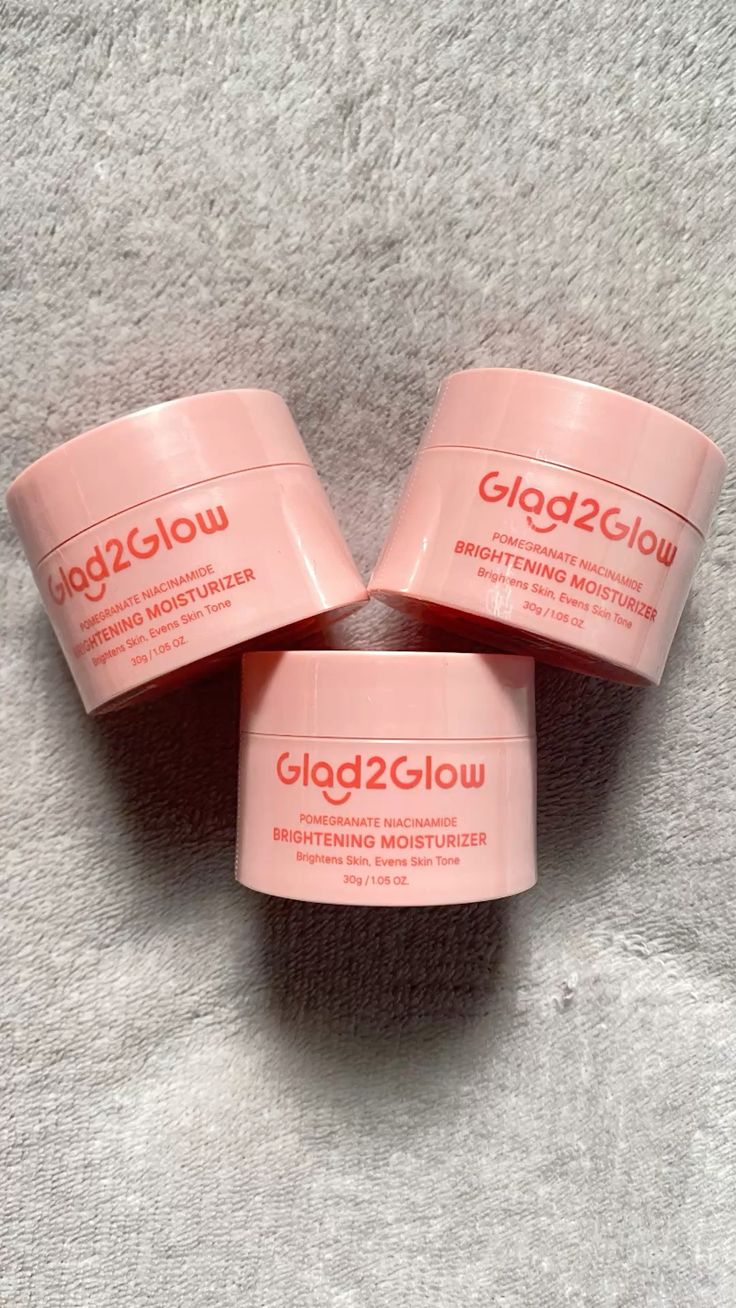 Glad2Glow
POMEGRANATE NIACINAMIDE
BRIGHTENING MOISTURIZER
Brightens Skin, Evens Skin Tone
30g / 1.05 OZ.
Glad2Glow
POMEGRANATE NIACINAMIDE
BRIGHTENING MOISTURIZER
Brightens Skin, Evens Skin Tone
30g / 1.05 OZ.
Glad2Glow
POMEGRANATE NIACINAMIDE
BRIGHTENING MOISTURIZER
Brightens Skin, Evens Skin Tone
30g / 1.05 OZ.